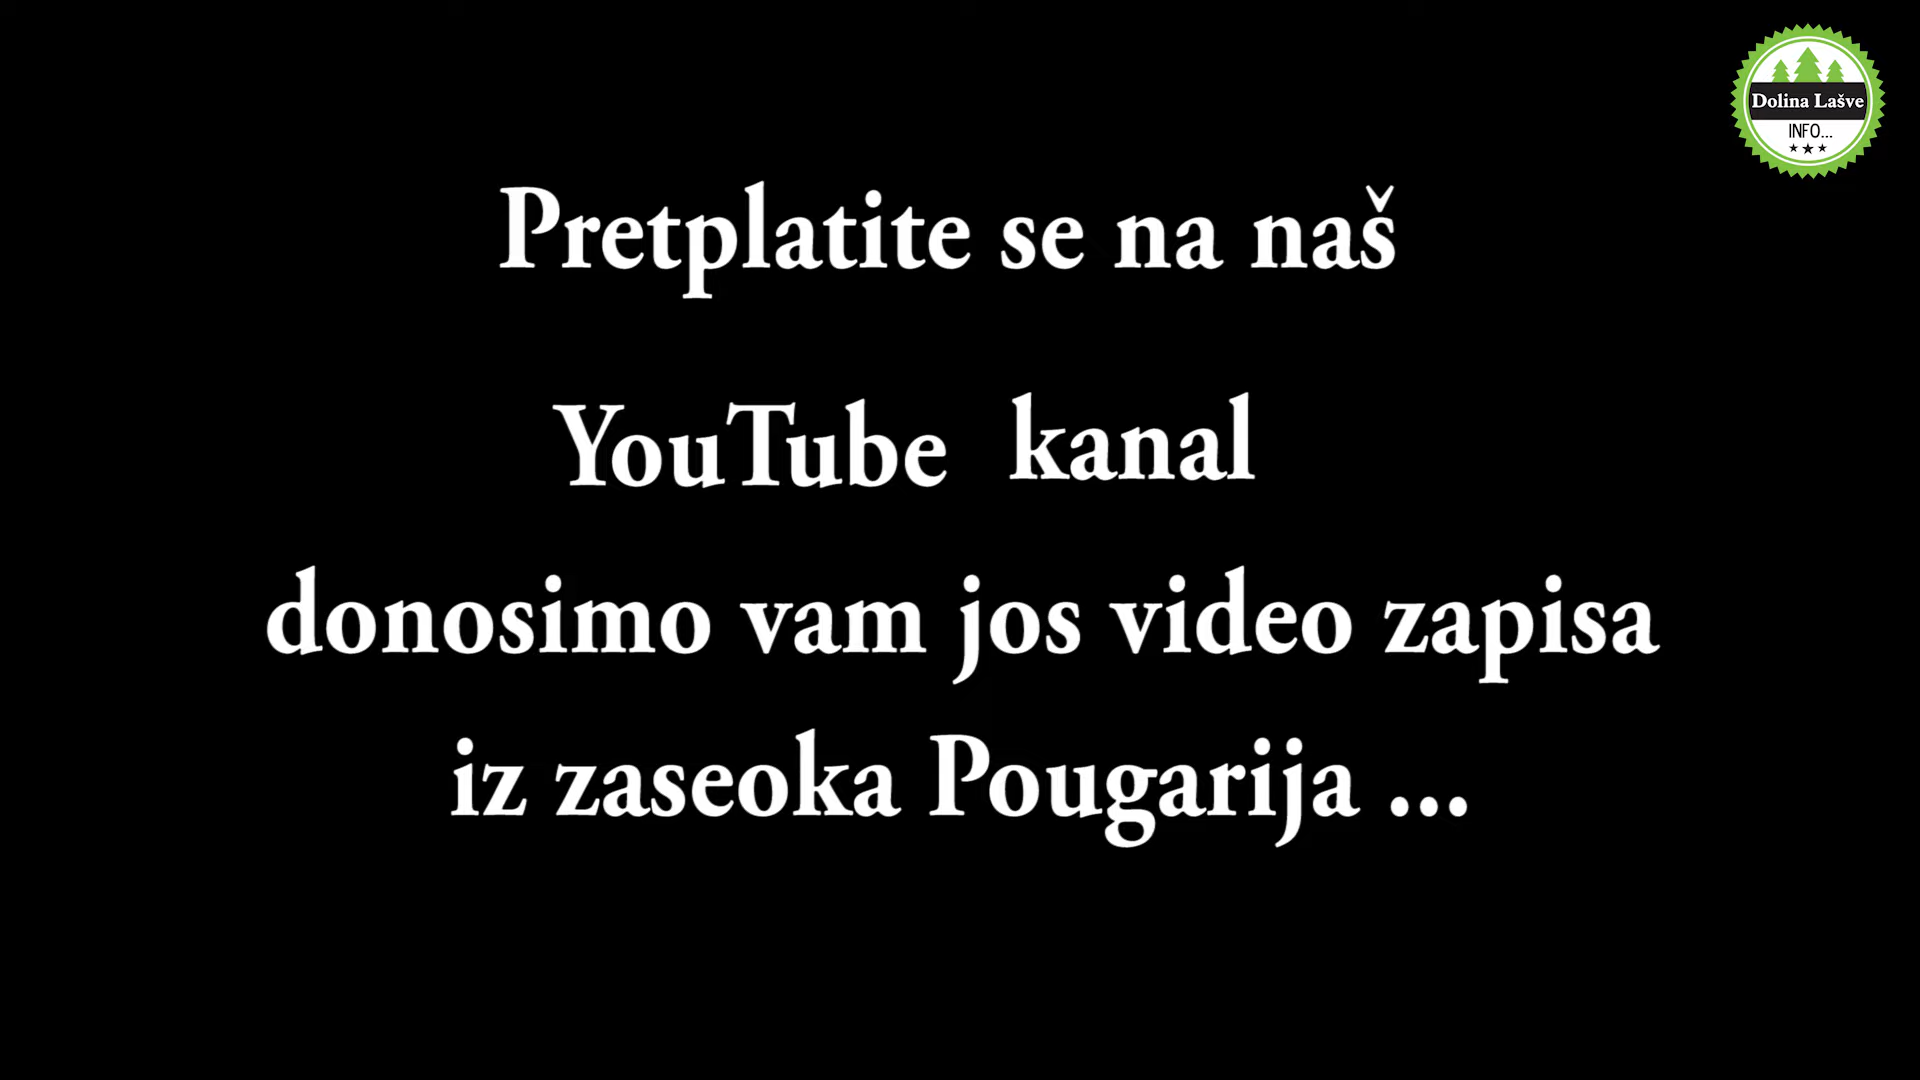 Dolina Lašve
INFO...
Pretplatite se na naš
YouTube kanal
donosimo vam jos video zapisa
iz zaseoka Pougarija ...